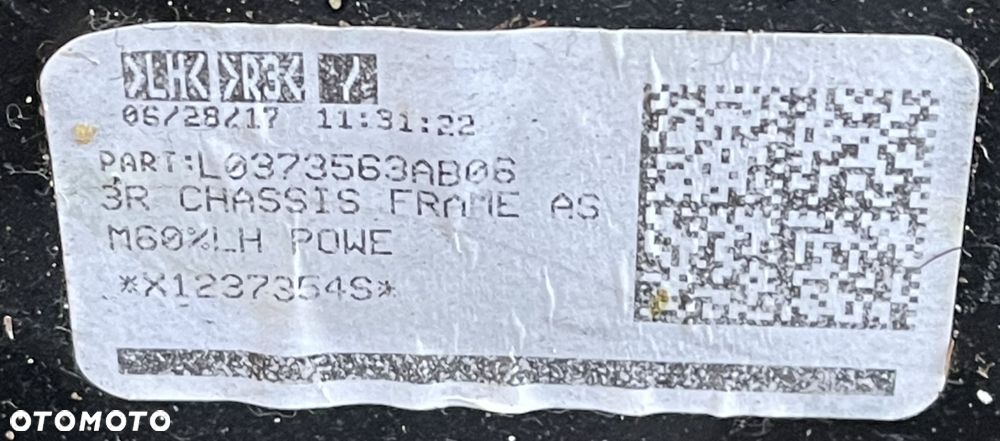 >LH< >R3< Y
06/28/17 11:31:22
PART:L0373563AB06
3R CHASSIS FRAME AS
M60%LH POWE
*X1237354S*
OTOMOTO